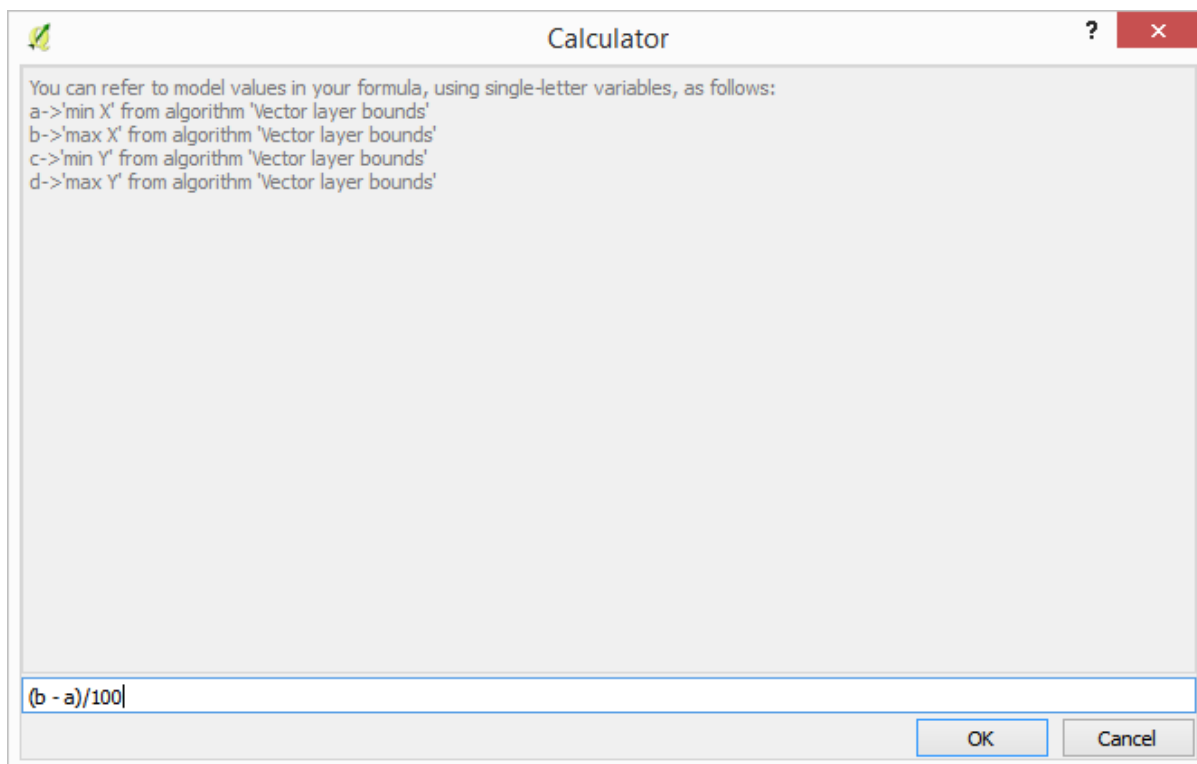 Calculator
?
You can refer to model values in your formula, using single-letter variables, as follows:
a->'min X' from algorithm 'Vector layer bounds'
b->'max X' from algorithm 'Vector layer bounds'
c->'min Y' from algorithm 'Vector layer bounds'
d->'max Y' from algorithm 'Vector layer bounds'
(b - a)/100
OK
Cancel